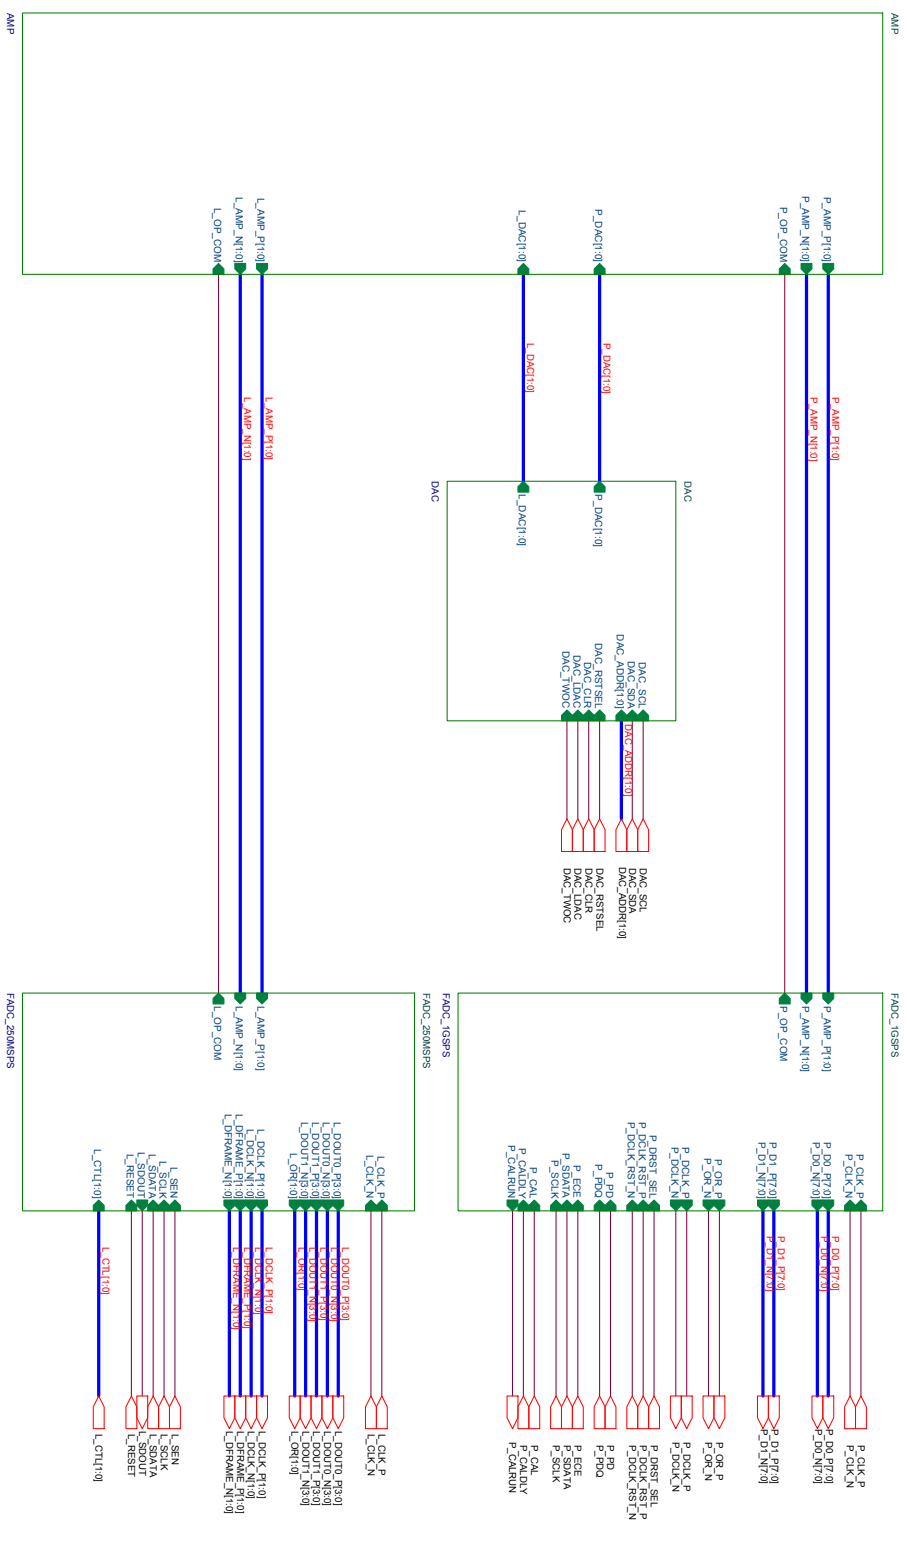 AMP
AMP
P_AMP_P[1:0]
P_AMP_N[1:0]
P_OP_COM
P_DAC[1:0]
L_DAC[1:0]
L_AMP_P[1:0]
L_AMP_N[1:0]
L_OP_COM
P_AMP_P[1:0]
P_AMP_N[1:0]
P_DAC[1:0]
L_DAC[1:0]
L_AMP_P[1:0]
L_AMP_N[1:0]
DAC
DAC
P_DAC[1:0]
L_DAC[1:0]
DAC_SCL
DAC_SDA
DAC_ADDR[1:0]
DAC_RSTSEL
DAC_CLR
DAC_LDAC
DAC_TWOC
DAC_ADDR[1:0]
DAC_SCL
DAC_SDA
DAC_ADDR[1:0]
DAC_RSTSEL
DAC_CLR
DAC_LDAC
DAC_TWOC
FADC_1GSPS
FADC_1GSPS
P_AMP_P[1:0]
P_AMP_N[1:0]
P_OP_COM
P_CLK_P
P_CLK_N
P_D0_P[7:0]
P_D0_N[7:0]
P_D1_P[7:0]
P_D1_N[7:0]
P_OR_P
P_OR_N
P_DCLK_P
P_DCLK_N
P_DRST_SEL
P_DCLK_RST_P
P_DCLK_RST_N
P_PD
P_PDQ
P_ECE
P_SDATA
P_SCLK
P_CAL
P_CALDLY
P_CALRUN
P_D0_P[7:0]
P_D0_N[7:0]
P_D1_P[7:0]
P_D1_N[7:0]
P_CLK_P
P_CLK_N
P_D0_P[7:0]
P_D0_N[7:0]
P_D1_P[7:0]
P_D1_N[7:0]
P_OR_P
P_OR_N
P_DCLK_P
P_DCLK_N
P_DRST_SEL
P_DCLK_RST_P
P_DCLK_RST_N
P_PD
P_PDQ
P_ECE
P_SDATA
P_SCLK
P_CAL
P_CALDLY
P_CALRUN
FADC_250MSPS
FADC_250MSPS
L_AMP_P[1:0]
L_AMP_N[1:0]
L_OP_COM
L_CLK_P
L_CLK_N
L_DOUT0_P[3:0]
L_DOUT0_N[3:0]
L_DOUT1_P[3:0]
L_DOUT1_N[3:0]
L_OR[1:0]
L_DCLK_P[1:0]
L_DCLK_N[1:0]
L_DFRAME_P[1:0]
L_DFRAME_N[1:0]
L_SEN
L_SCLK
L_SDATA
L_SDOUT
L_RESET
L_CTL[1:0]
L_DOUT0_P[3:0]
L_DOUT0_N[3:0]
L_DOUT1_P[3:0]
L_DOUT1_N[3:0]
L_OR[1:0]
L_DCLK_P[1:0]
L_DCLK_N[1:0]
L_DFRAME_P[1:0]
L_DFRAME_N[1:0]
L_CTL[1:0]
L_CLK_P
L_CLK_N
L_DOUT0_P[3:0]
L_DOUT0_N[3:0]
L_DOUT1_P[3:0]
L_DOUT1_N[3:0]
L_OR[1:0]
L_DCLK_P[1:0]
L_DCLK_N[1:0]
L_DFRAME_P[1:0]
L_DFRAME_N[1:0]
L_SEN
L_SCLK
L_SDATA
L_SDOUT
L_RESET
L_CTL[1:0]